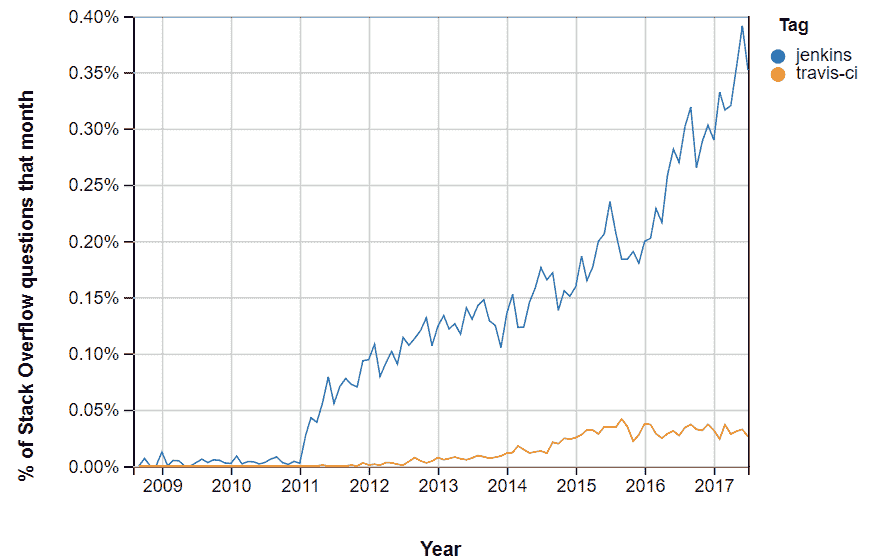 % of Stack Overflow questions that month
0.40%
0.35%
0.30%
0.25%
0.20%
0.15%
0.10%
0.05%
0.00%
2009 2010 2011 2012 2013 2014 2015 2016 2017
Year
Tag
jenkins
travis-ci